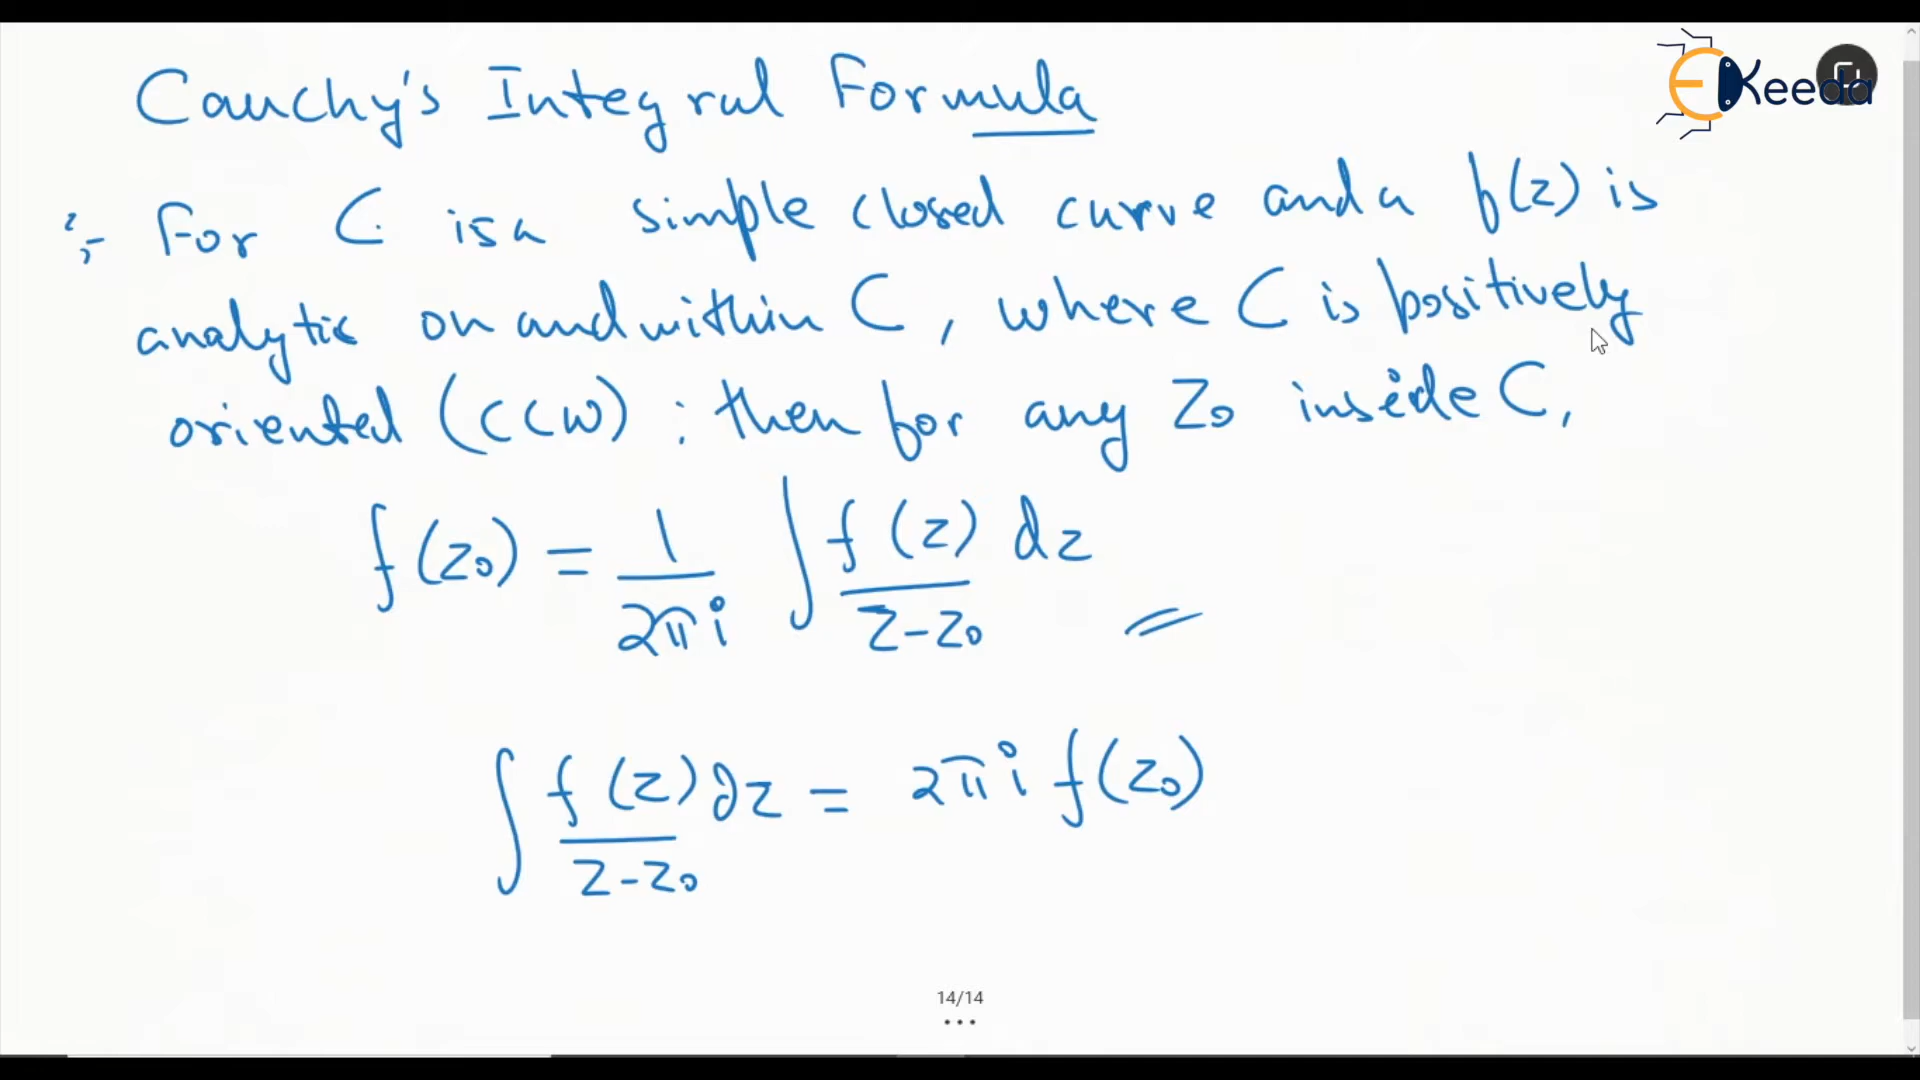 Cauchy's Integral Formula
EKeeda
:- For C is a simple closed curve and a f(z) is
analytic on and within C, where C is positively
oriented (CCW) : then for any Z₀ inside C,
f(z₀) = 1/2πi ∫ f(z)/z-z₀ dz
∫ f(z)/z-z₀ dz = 2πi f(z₀)
14/14